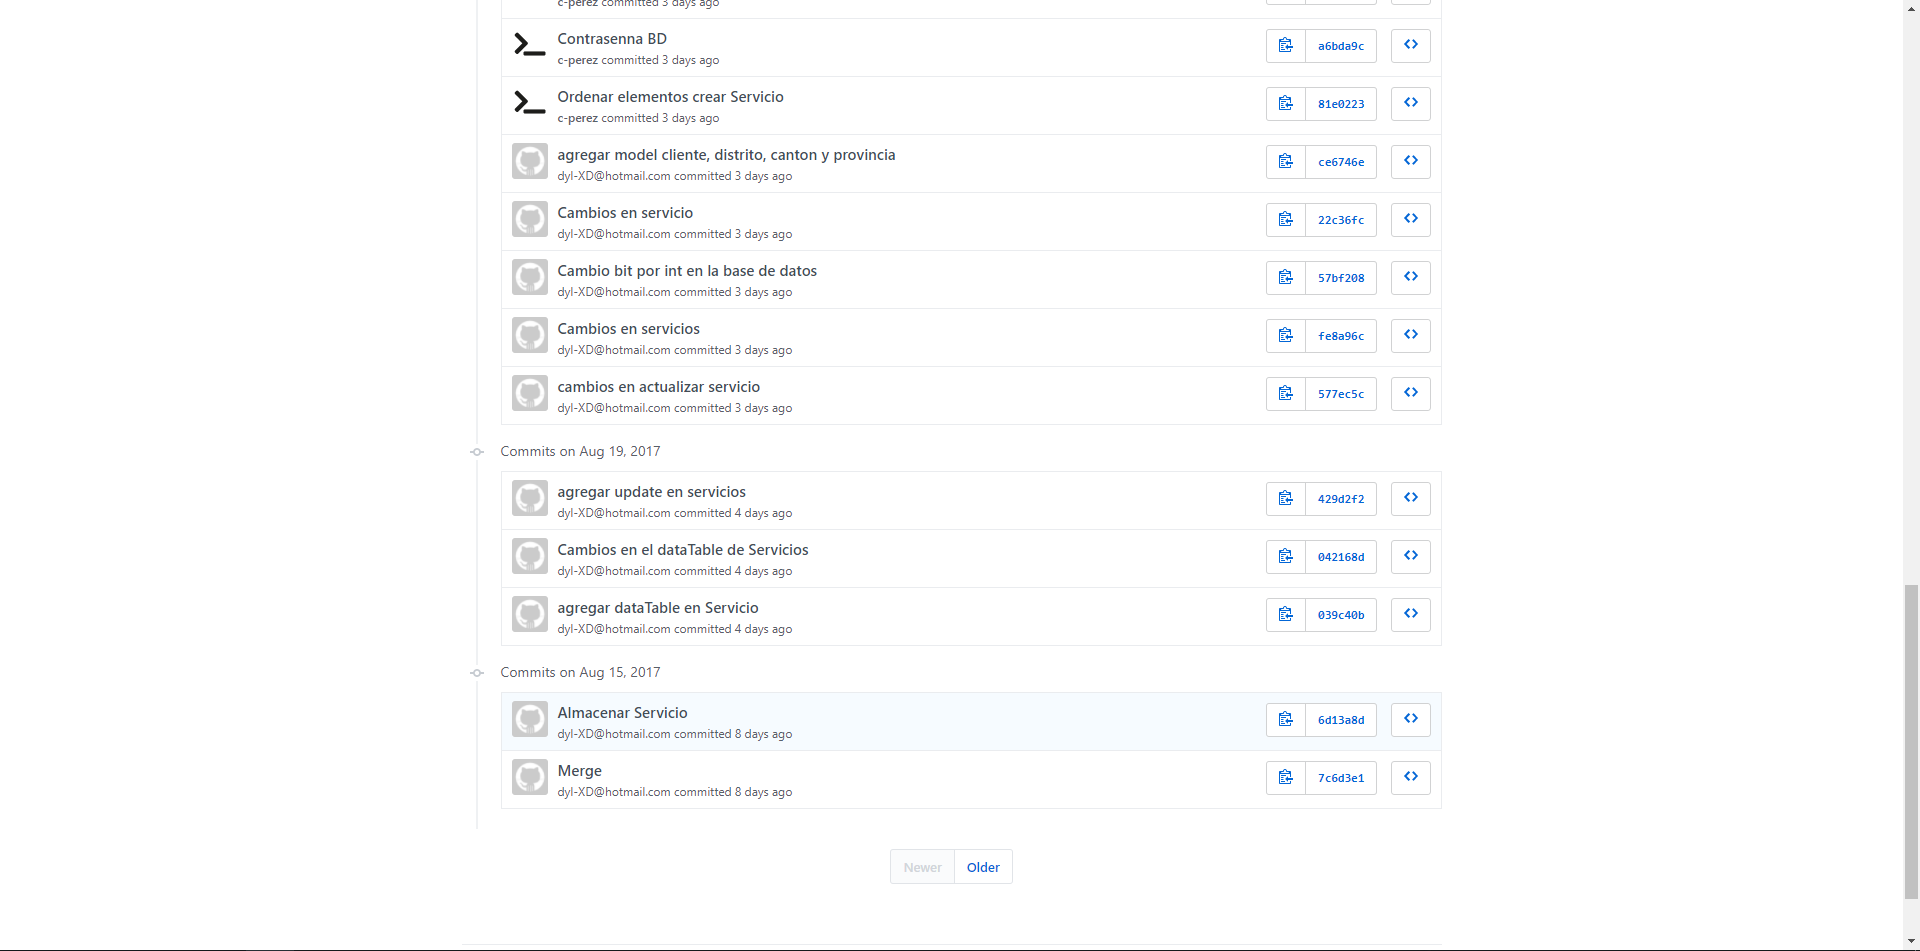 c-perez committed 3 days ago
Contrasenna BD
a6bda9c
c-perez committed 3 days ago
Ordenar elementos crear Servicio
81e0223
c-perez committed 3 days ago
agregar model cliente, distrito, canton y provincia
ce6746e
dyl-XD@hotmail.com committed 3 days ago
Cambios en servicio
22c36fc
dyl-XD@hotmail.com committed 3 days ago
Cambio bit por int en la base de datos
57bf208
dyl-XD@hotmail.com committed 3 days ago
Cambios en servicios
fe8a96c
dyl-XD@hotmail.com committed 3 days ago
cambios en actualizar servicio
577ec5c
dyl-XD@hotmail.com committed 3 days ago
Commits on Aug 19, 2017
agregar update en servicios
429d2f2
dyl-XD@hotmail.com committed 4 days ago
Cambios en el dataTable de Servicios
042168d
dyl-XD@hotmail.com committed 4 days ago
agregar dataTable en Servicio
039c40b
dyl-XD@hotmail.com committed 4 days ago
Commits on Aug 15, 2017
Almacenar Servicio
6d13a8d
dyl-XD@hotmail.com committed 8 days ago
Merge
7c6d3e1
dyl-XD@hotmail.com committed 8 days ago
Newer Older